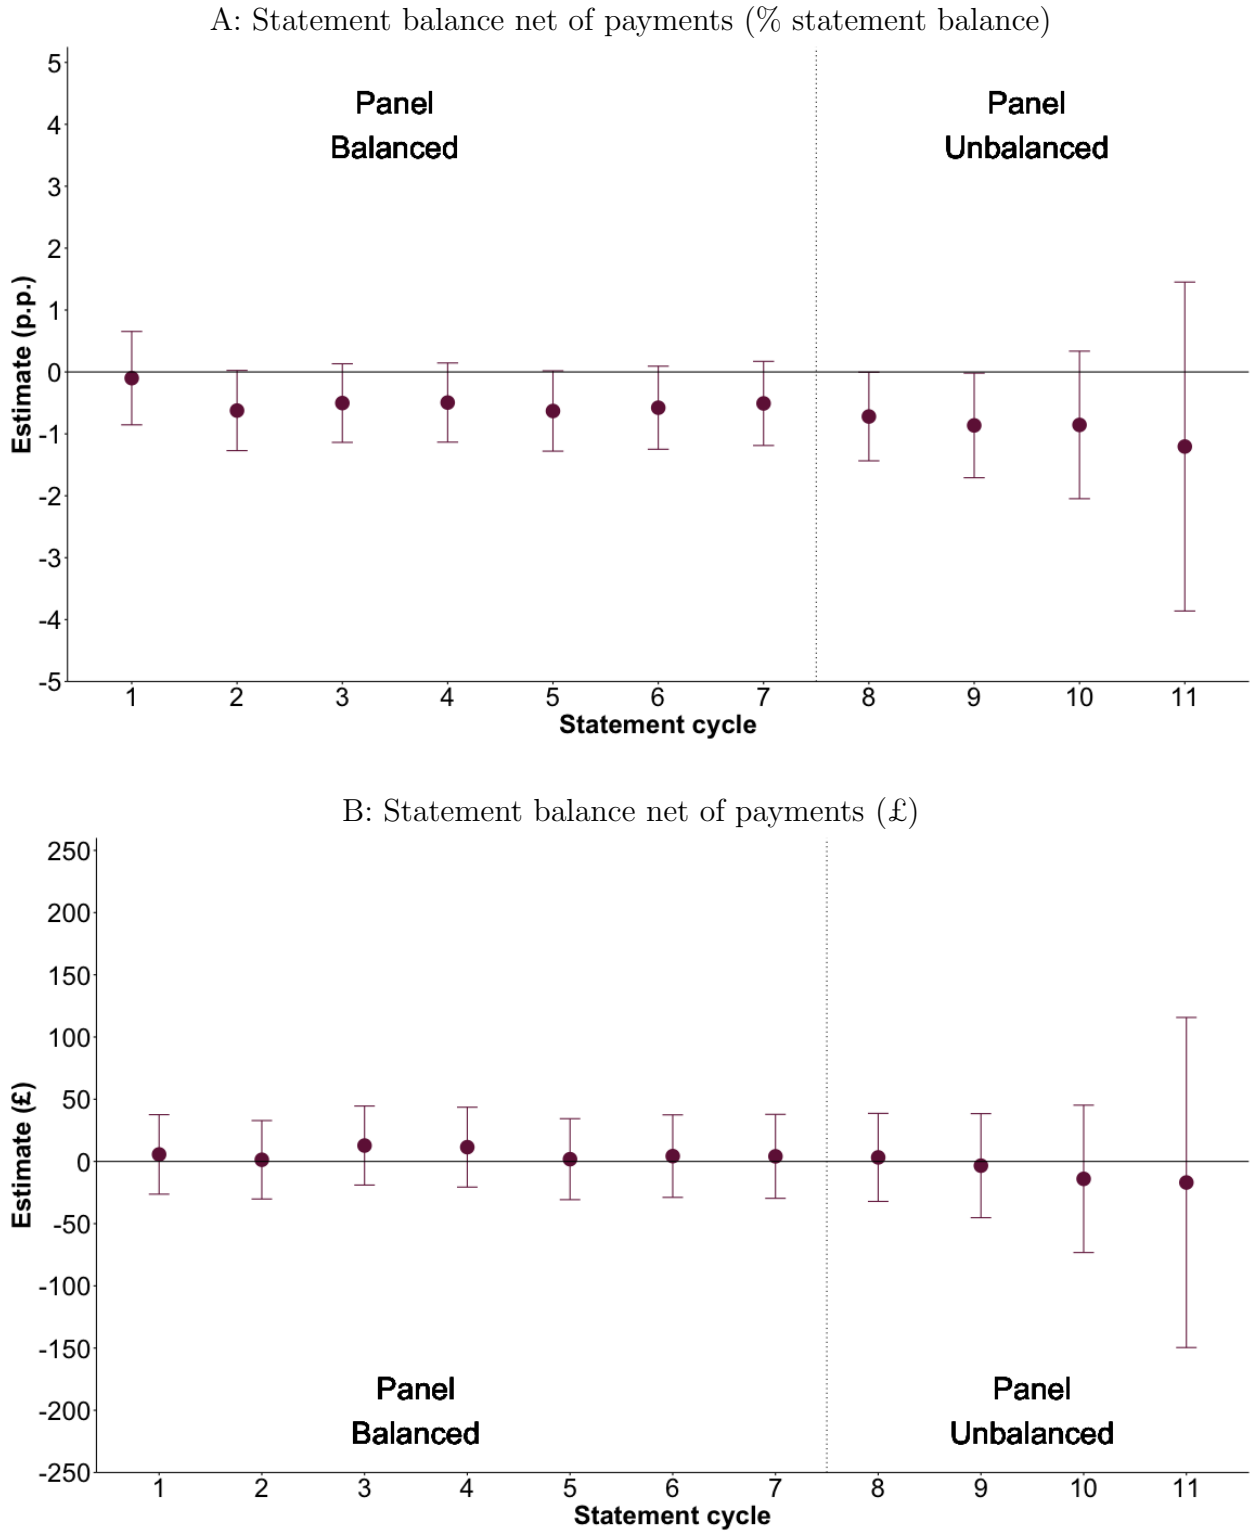 A: Statement balance net of payments (% statement balance)
5
4
3
2
1
0
-1
-2
-3
-4
-5
Estimate (p.p.)
Panel
Balanced
Panel
Unbalanced
1 2 3 4 5 6 7 8 9 10 11
Statement cycle
B: Statement balance net of payments (£)
250
200
150
100
50
0
-50
-100
-150
-200
-250
Estimate (£)
Panel
Balanced
Panel
Unbalanced
1 2 3 4 5 6 7 8 9 10 11
Statement cycle